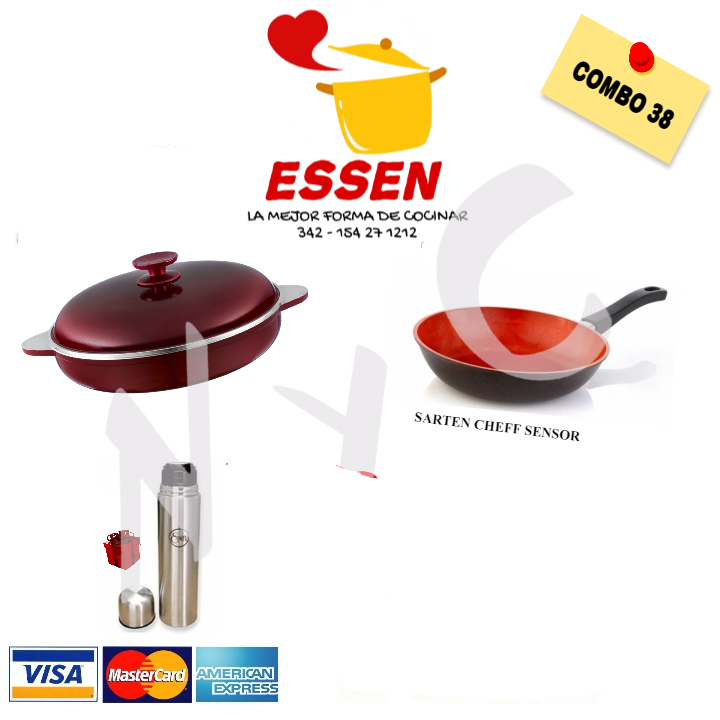 COMBO 38
ESSEN
LA MEJOR FORMA DE COCINAR
342 - 154 27 1212
NyC
SARTEN CHEFF SENSOR
VISA
MasterCard
AMERICAN
EXPRESS